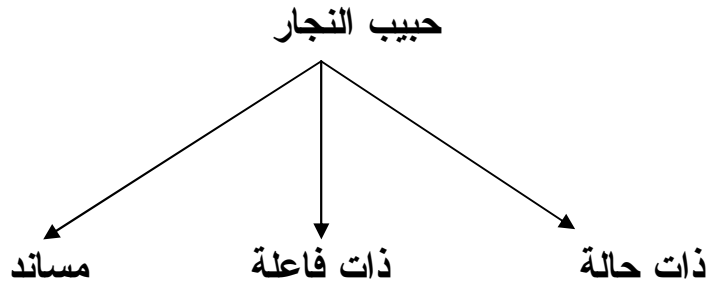 حبيب النجار
ذات حالة
ذات فاعلة
مساند